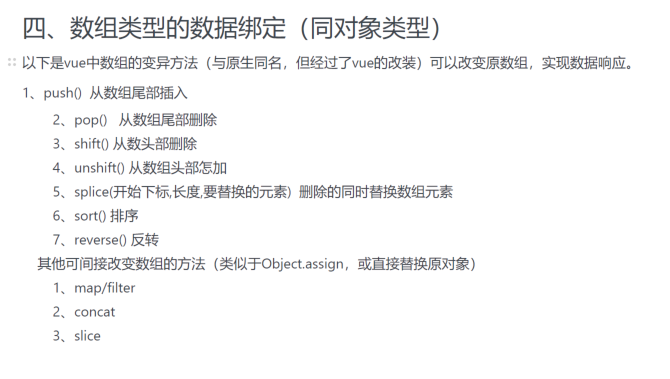 四、数组类型的数据绑定（同对象类型）
以下是vue中数组的变异方法（与原生同名，但经过了vue的改装）可以改变原数组，实现数据响应。
1、push()  从数组尾部插入
2、pop()   从数组尾部删除
3、shift() 从数头部删除
4、unshift() 从数组头部怎加
5、splice(开始下标,长度,要替换的元素）删除的同时替换数组元素
6、sort() 排序
7、reverse() 反转
其他可间接改变数组的方法（类似于Object.assign，或直接替换原对象）
1、map/filter
2、concat
3、slice